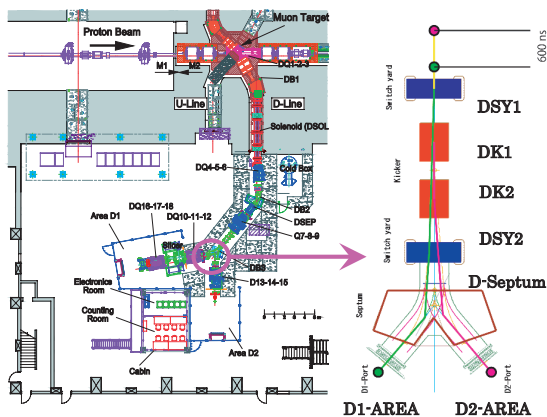 Proton Beam
Muon Target
M1
M2
DQ1-2-3
DB1
U-Line
D-Line
Solenoid (DSOL
DQ4-5-6
Cold Box
DB2
DSEP
Q7-8-9
DQ16-17-18
DQ10-11-12
Area D1
Slicer
DB3
D13-14-15
Electronics
Room
Counting
Room
Cabin
Area D2
600 ns
Switch yard
DSY1
DK1
Kicker
DK2
Switch yard
DSY2
D-Septum
Septum
D1-Port
D2-Port
D1-AREA
D2-AREA